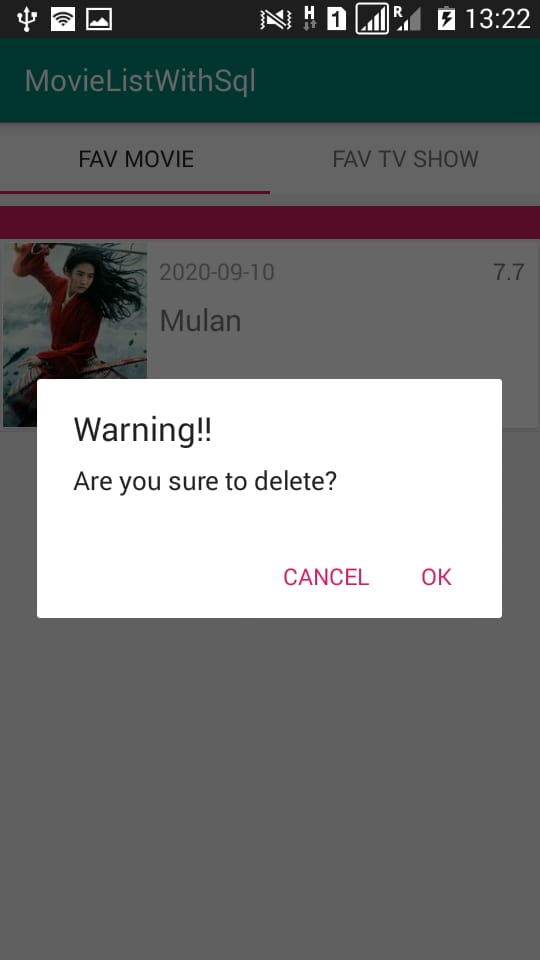 H 1 R 13:22
MovieListWithSql
FAV MOVIE FAV TV SHOW
2020-09-10 7.7
Mulan
Warning!!
Are you sure to delete?
CANCEL OK